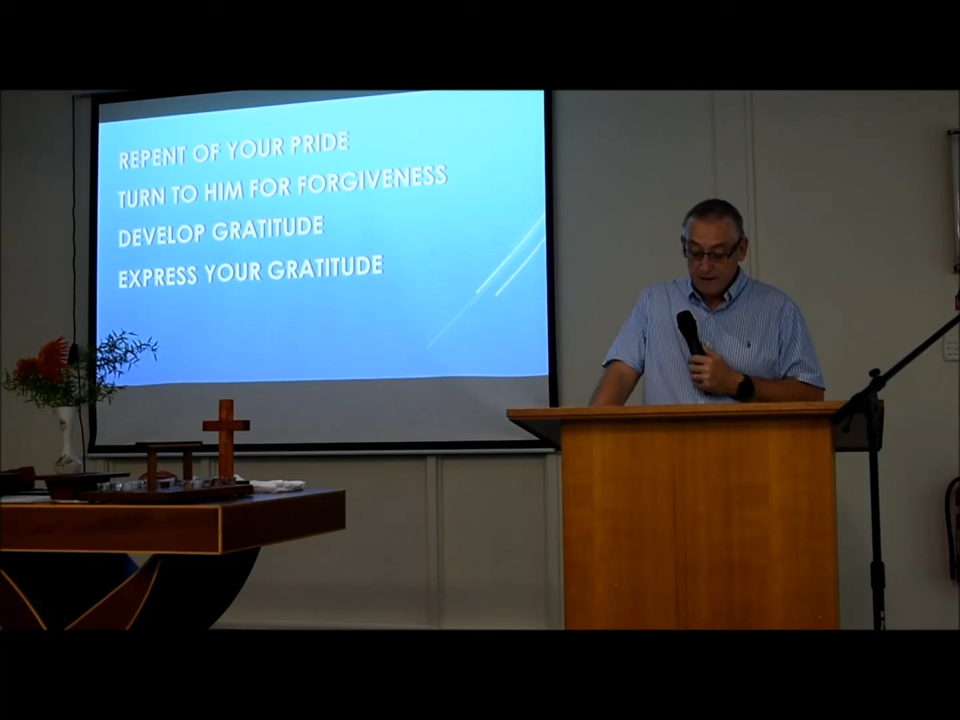 REPENT OF YOUR PRIDE
TURN TO HIM FOR FORGIVENESS
DEVELOP GRATITUDE
EXPRESS YOUR GRATITUDE